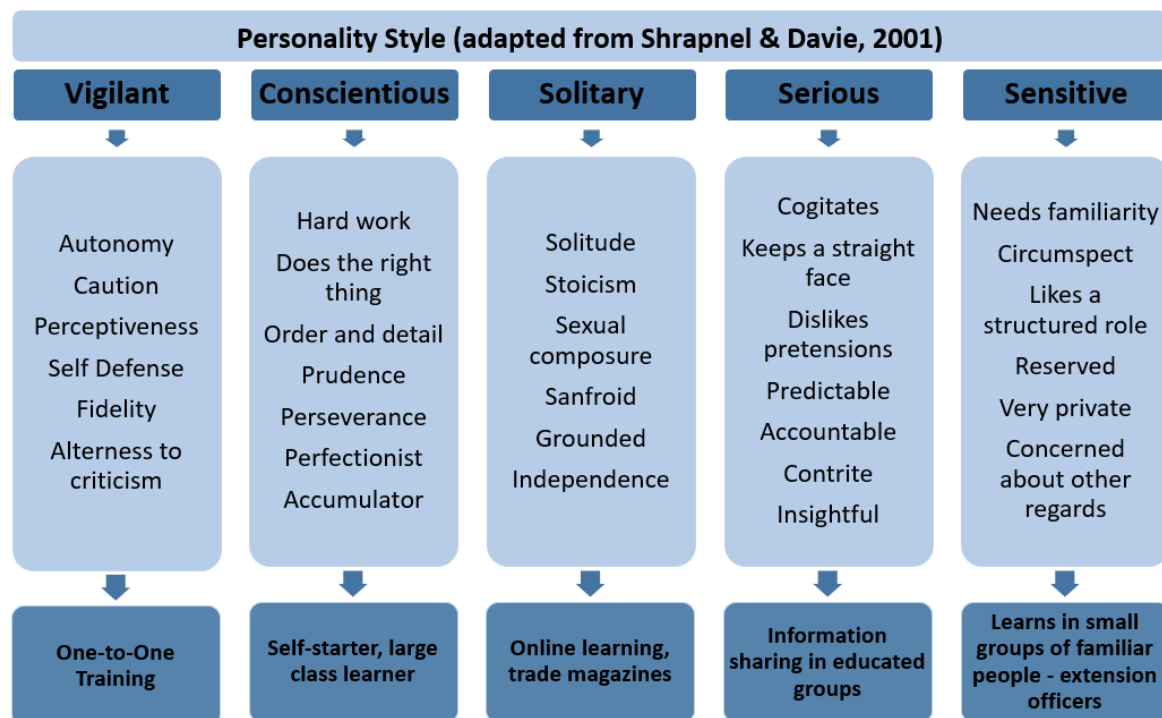 Personality Style (adapted from Shrapnel & Davie, 2001)
Vigilant
Autonomy
Caution
Perceptiveness
Self Defense
Fidelity
Alterness to
criticism
One-to-One
Training
Conscientious
Hard work
Does the right
thing
Order and detail
Prudence
Perseverance
Perfectionist
Accumulator
Self-starter, large
class learner
Solitary
Solitude
Stoicism
Sexual
composure
Sanfroid
Grounded
Independence
Online learning,
trade magazines
Serious
Cogitates
Keeps a straight
face
Dislikes
pretensions
Predictable
Accountable
Contrite
Insightful
Information
sharing in educated
groups
Sensitive
Needs familiarity
Circumspect
Likes a
structured role
Reserved
Very private
Concerned
about other
regards
Learns in small
groups of familiar
people - extension
officers